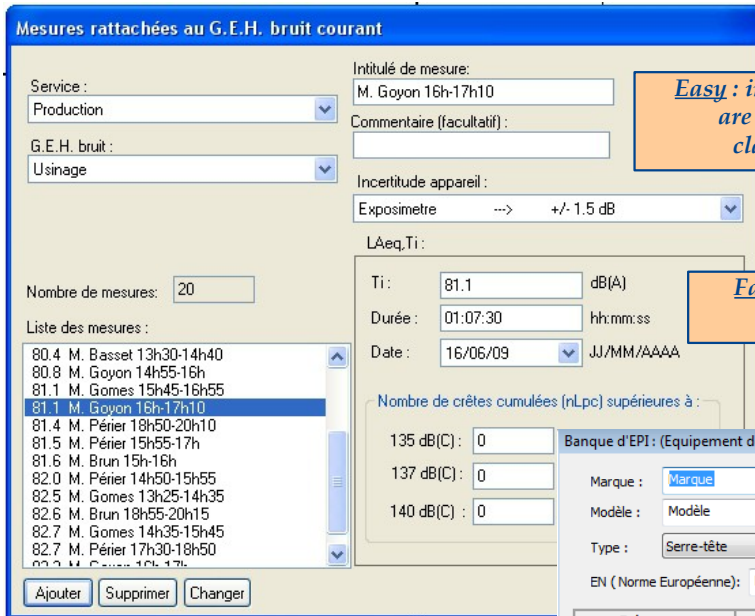 Mesures rattachées au G.E.H. bruit courant
Service :
Production
G.E.H. bruit :
Usinage
Nombre de mesures: 20
Liste des mesures :
80.4 M. Basset 13h30-14h40
80.8 M. Goyon 14h55-16h
81.1 M. Gomes 15h45-16h55
81.1 M. Goyon 16h-17h10
81.4 M. Périer 18h50-20h10
81.5 M. Périer 15h55-17h
81.6 M. Brun 15h-16h
82.0 M. Périer 14h50-15h55
82.5 M. Gomes 13h25-14h35
82.6 M. Brun 18h55-20h15
82.7 M. Gomes 14h35-15h45
82.7 M. Périer 17h30-18h50
Ajouter Supprimer Changer
Intitulé de mesure:
M. Goyon 16h-17h10
Commentaire (facultatif) :
Incertitude appareil :
Exposimetre ---> +/- 1.5 dB
LAeq,Ti :
Ti : 81.1 dB(A)
Durée : 01:07:30 hh:mm:ss
Date : 16/06/09 JJ/MM/AAAA
Nombre de crêtes cumulées (nLpc) supérieures à :
135 dB(C) : 0
137 dB(C) : 0
140 dB(C) : 0
Easy : i
are
cla
Ea
Banque d'EPI : (Equipement d
Marque : Marque
Modèle : Modèle
Type : Serre-tête
EN ( Norme Européenne):